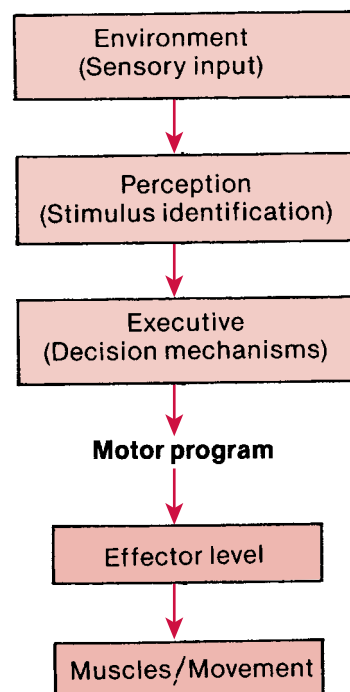 Environment
(Sensory input)
Perception
(Stimulus identification)
Executive
(Decision mechanisms)
Motor program
Effector level
Muscles/Movement